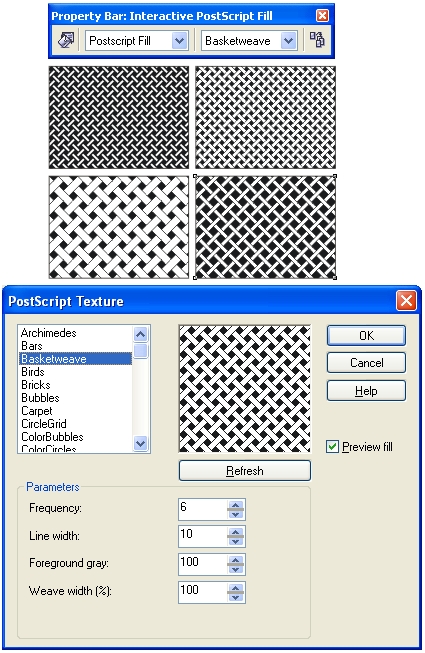 Property Bar: Interactive PostScript Fill
Postscript Fill Basketweave
PostScript Texture
Archimedes
Bars
Basketweave
Birds
Bricks
Bubbles
Carpet
CircleGrid
ColorBubbles
ColorCircles
OK
Cancel
Help
Preview fill
Refresh
Parameters
Frequency: 6
Line width: 10
Foreground gray: 100
Weave width (%): 100